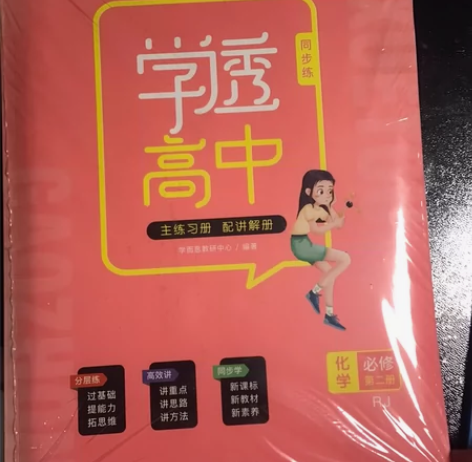 同步练
学透
高中
主练习册 配讲解册
学透高教研中心 / 编著
分层练
过基础
提能力
拓思维
高效讲
讲重点
讲思路
讲方法
同步学
新课标
新教材
新素养
化学
必修
第二册
RJ